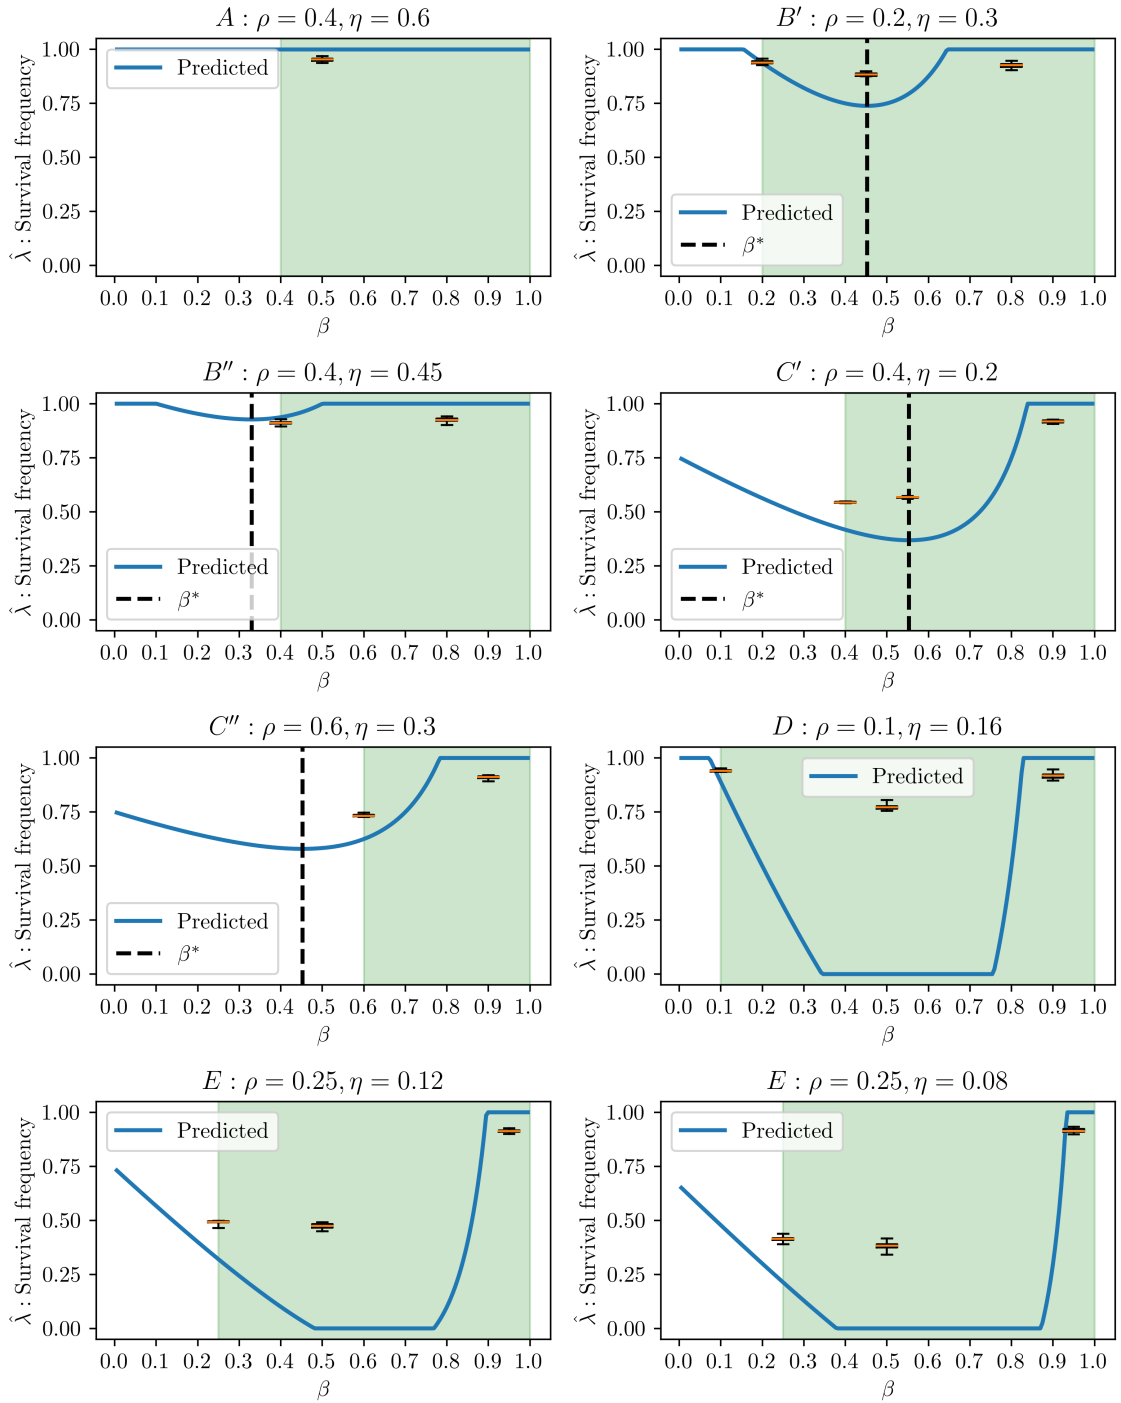 A : ρ = 0.4, η = 0.6
λ̂ : Survival frequency
1.00
0.75
0.50
0.25
0.00
Predicted
0.0 0.1 0.2 0.3 0.4 0.5 0.6 0.7 0.8 0.9 1.0
β
B′ : ρ = 0.2, η = 0.3
λ̂ : Survival frequency
1.00
0.75
0.50
0.25
0.00
Predicted
β*
0.0 0.1 0.2 0.3 0.4 0.5 0.6 0.7 0.8 0.9 1.0
β
B″ : ρ = 0.4, η = 0.45
λ̂ : Survival frequency
1.00
0.75
0.50
0.25
0.00
Predicted
β*
0.0 0.1 0.2 0.3 0.4 0.5 0.6 0.7 0.8 0.9 1.0
β
C′ : ρ = 0.4, η = 0.2
λ̂ : Survival frequency
1.00
0.75
0.50
0.25
0.00
Predicted
β*
0.0 0.1 0.2 0.3 0.4 0.5 0.6 0.7 0.8 0.9 1.0
β
C″ : ρ = 0.6, η = 0.3
λ̂ : Survival frequency
1.00
0.75
0.50
0.25
0.00
Predicted
β*
0.0 0.1 0.2 0.3 0.4 0.5 0.6 0.7 0.8 0.9 1.0
β
D : ρ = 0.1, η = 0.16
λ̂ : Survival frequency
1.00
0.75
0.50
0.25
0.00
Predicted
0.0 0.1 0.2 0.3 0.4 0.5 0.6 0.7 0.8 0.9 1.0
β
E : ρ = 0.25, η = 0.12
λ̂ : Survival frequency
1.00
0.75
0.50
0.25
0.00
Predicted
0.0 0.1 0.2 0.3 0.4 0.5 0.6 0.7 0.8 0.9 1.0
β
E : ρ = 0.25, η = 0.08
λ̂ : Survival frequency
1.00
0.75
0.50
0.25
0.00
Predicted
0.0 0.1 0.2 0.3 0.4 0.5 0.6 0.7 0.8 0.9 1.0
β